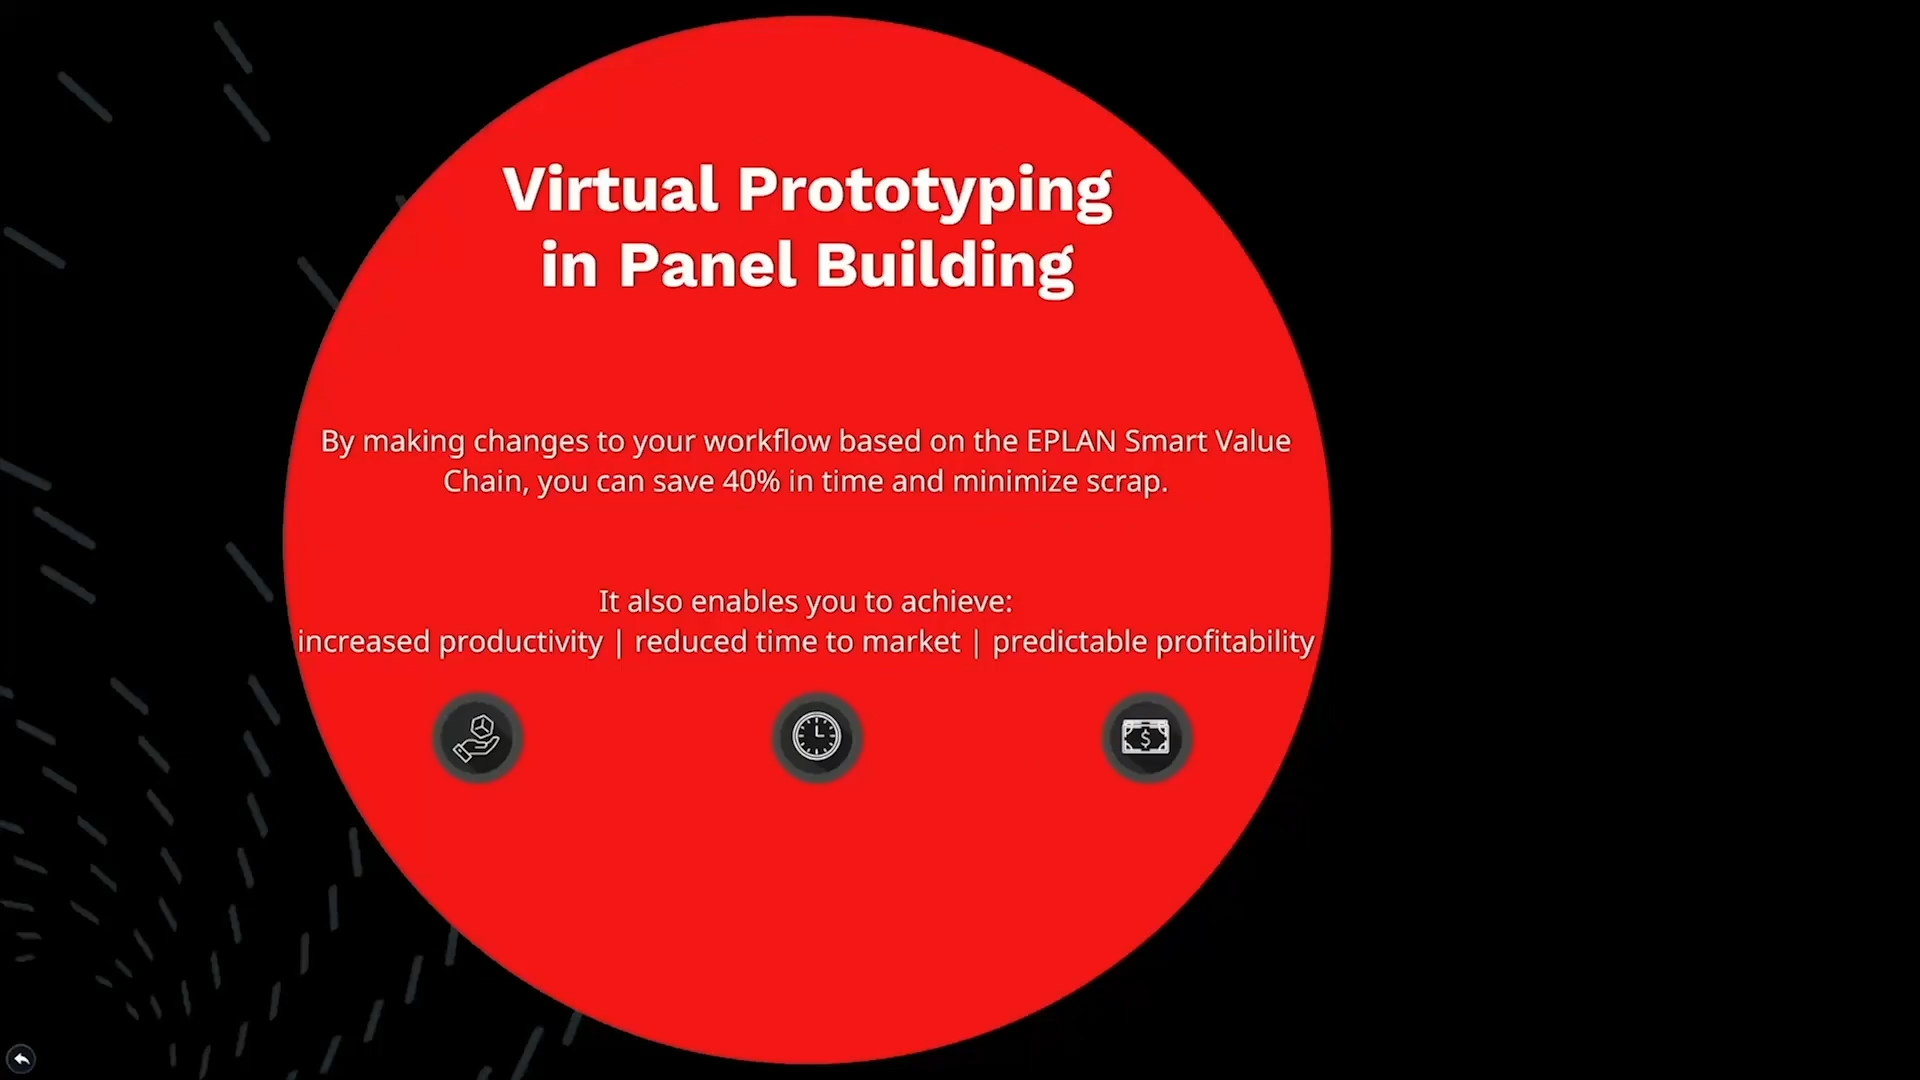 Virtual Prototyping
in Panel Building
By making changes to your workflow based on the EPLAN Smart Value
Chain, you can save 40% in time and minimize scrap.
It also enables you to achieve:
increased productivity | reduced time to market | predictable profitability
$